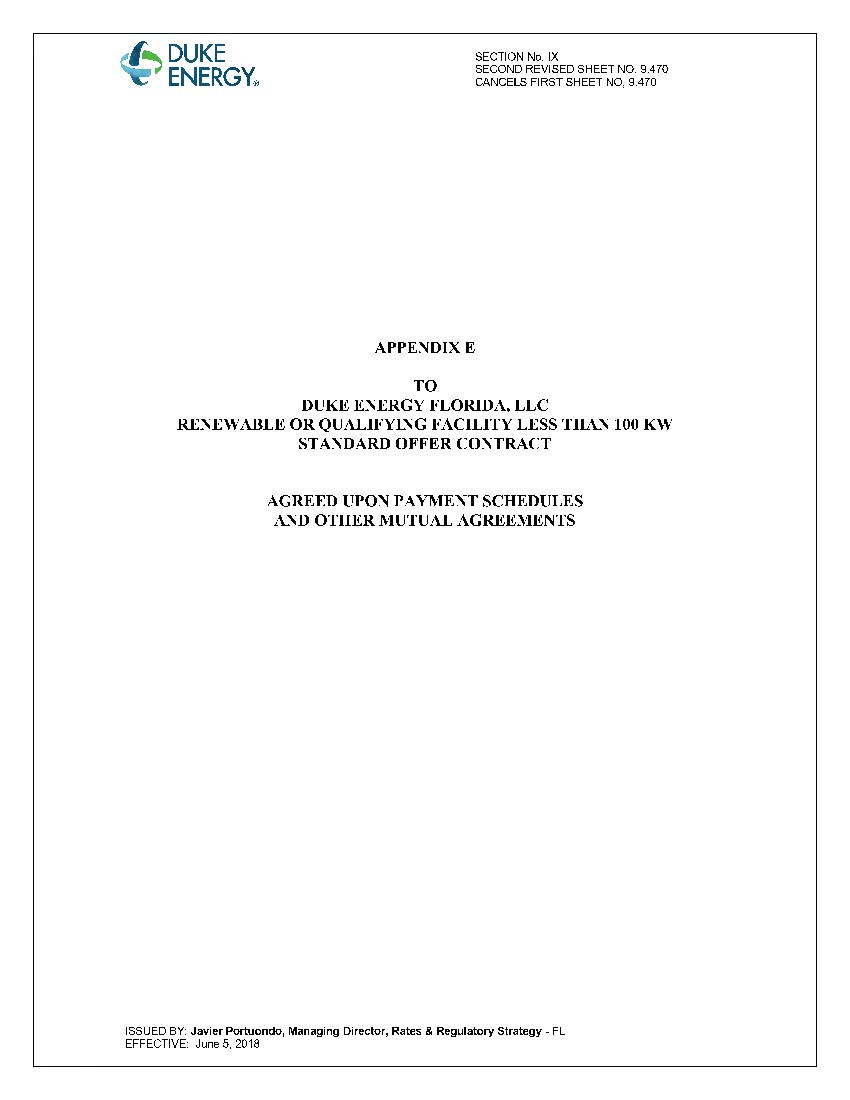 DUKE
ENERGY®
SECTION No. IX
SECOND REVISED SHEET NO. 9.470
CANCELS FIRST SHEET NO, 9.470
APPENDIX E
TO
DUKE ENERGY FLORIDA, LLC
RENEWABLE OR QUALIFYING FACILITY LESS THAN 100 KW
STANDARD OFFER CONTRACT
AGREED UPON PAYMENT SCHEDULES
AND OTHER MUTUAL AGREEMENTS
ISSUED BY: Javier Portuondo, Managing Director, Rates & Regulatory Strategy - FL
EFFECTIVE: June 5, 2018